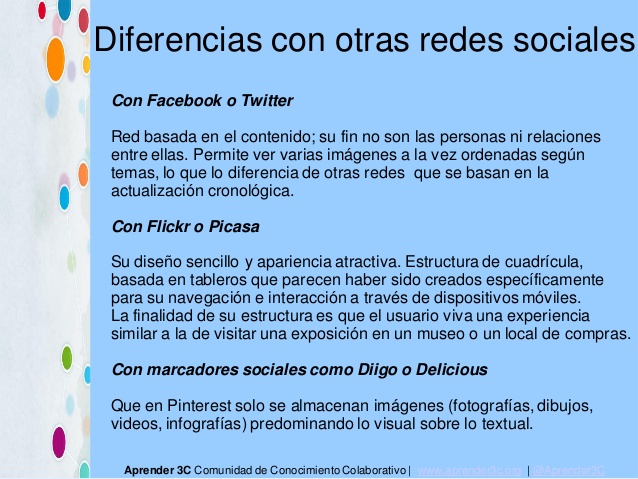 Diferencias con otras redes sociales
Con Facebook o Twitter
Red basada en el contenido; su fin no son las personas ni relaciones
entre ellas. Permite ver varias imágenes a la vez ordenadas según
temas, lo que lo diferencia de otras redes que se basan en la
actualización cronológica.
Con Flickr o Picasa
Su diseño sencillo y apariencia atractiva. Estructura de cuadrícula,
basada en tableros que parecen haber sido creados específicamente
para su navegación e interacción a través de dispositivos móviles.
La finalidad de su estructura es que el usuario viva una experiencia
similar a la de visitar una exposición en un museo o un local de compras.
Con marcadores sociales como Diigo o Delicious
Que en Pinterest solo se almacenan imágenes (fotografías, dibujos,
videos, infografías) predominando lo visual sobre lo textual.
Aprender 3C Comunidad de Conocimiento Colaborativo | www.aprender3c.org | @Aprender3C